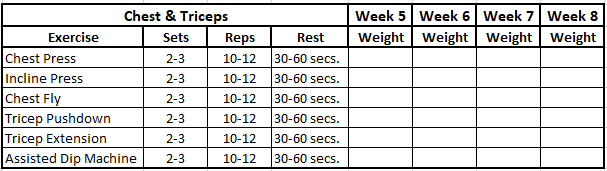 Chest & Triceps Week 5 Week 6 Week 7 Week 8
Exercise Sets Reps Rest Weight Weight Weight Weight
Chest Press 2-3 10-12 30-60 secs.
Incline Press 2-3 10-12 30-60 secs.
Chest Fly 2-3 10-12 30-60 secs.
Tricep Pushdown 2-3 10-12 30-60 secs.
Tricep Extension 2-3 10-12 30-60 secs.
Assisted Dip Machine 2-3 10-12 30-60 secs.